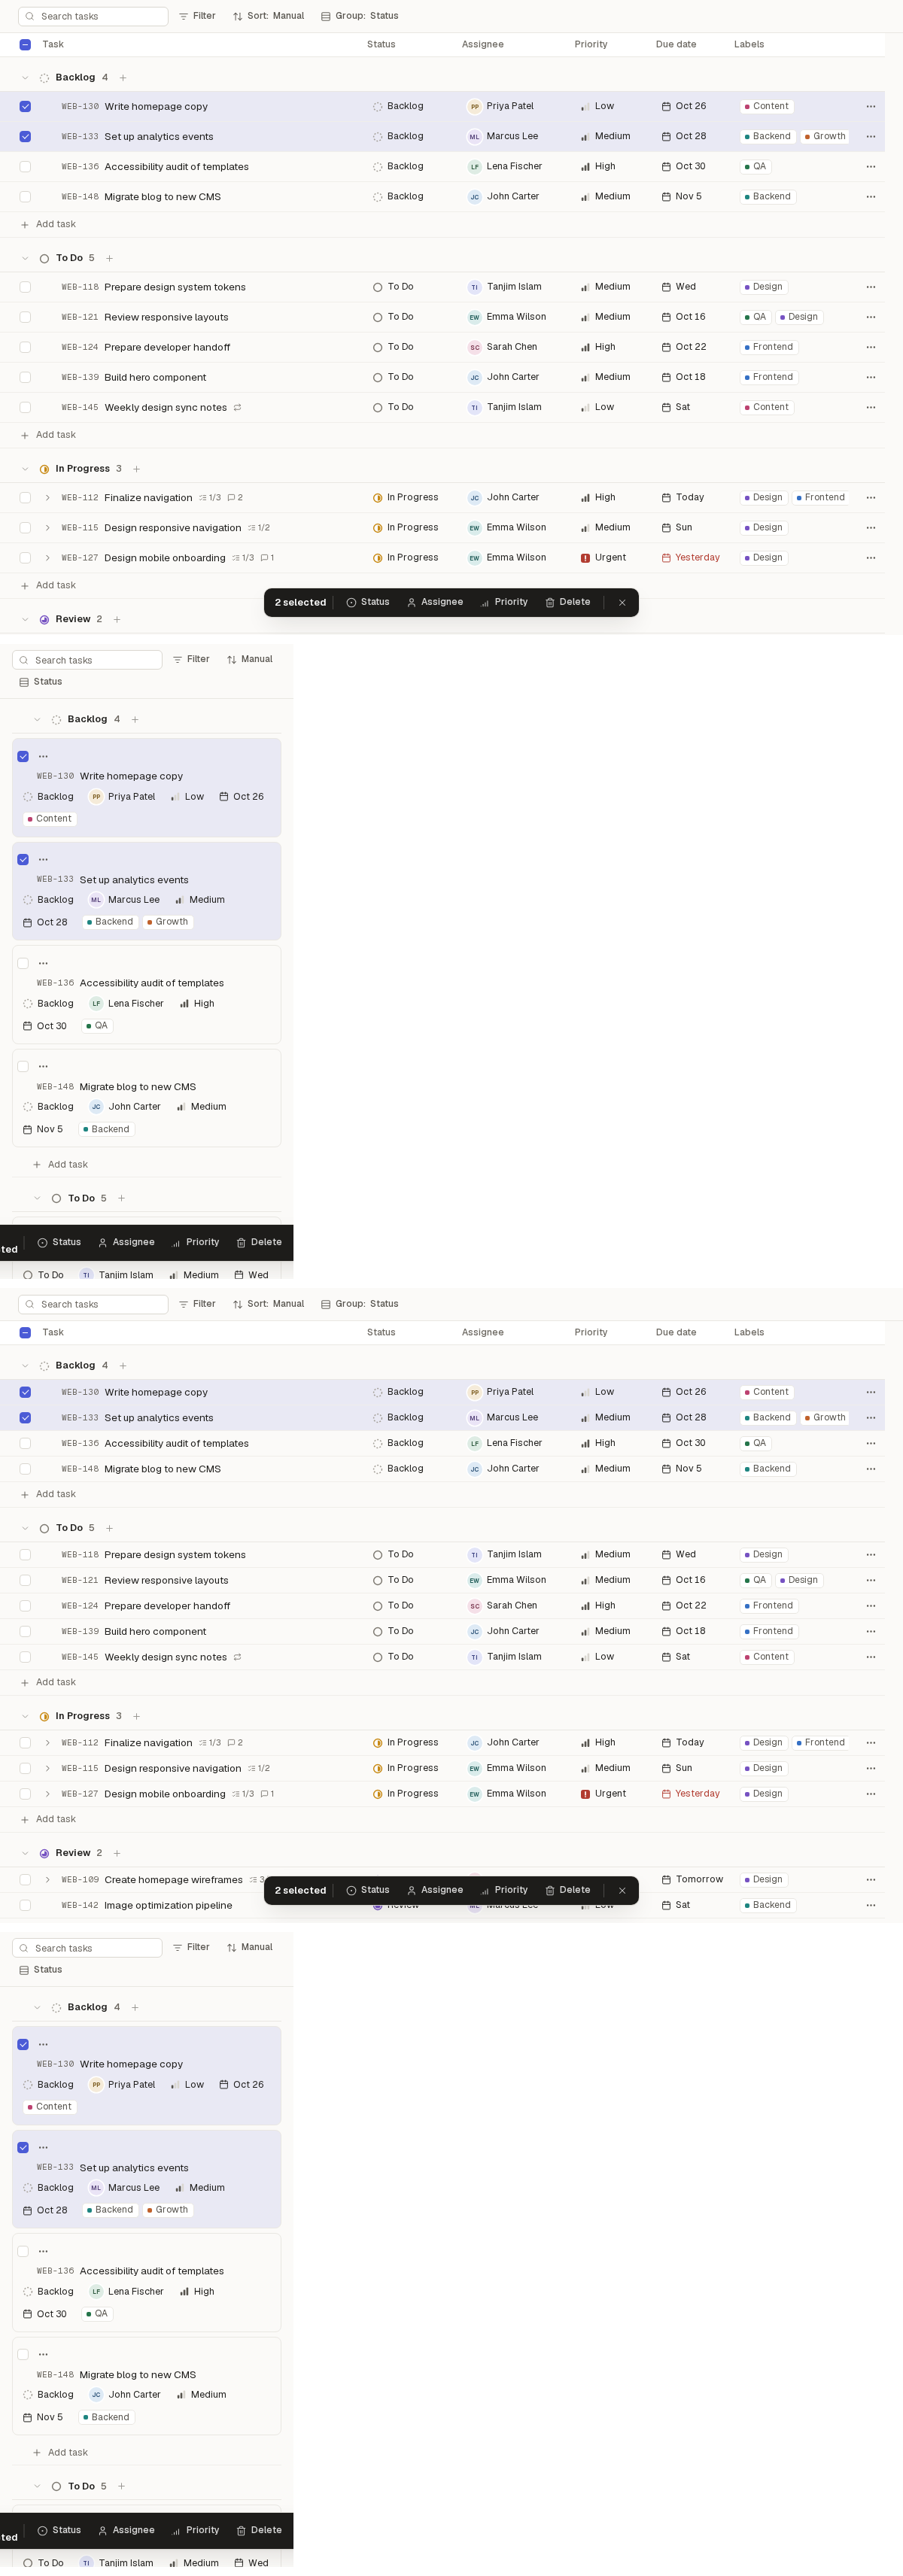 Search tasks Filter Sort: Manual Group: Status
Task Status Assignee Priority Due date Labels
Backlog 4
WEB-130 Write homepage copy Backlog PP Priya Patel Low Oct 26 Content
WEB-133 Set up analytics events Backlog ML Marcus Lee Medium Oct 28 Backend Growth
WEB-136 Accessibility audit of templates Backlog LF Lena Fischer High Oct 30 QA
WEB-148 Migrate blog to new CMS Backlog JC John Carter Medium Nov 5 Backend
Add task
To Do 5
WEB-118 Prepare design system tokens To Do TI Tanjim Islam Medium Wed Design
WEB-121 Review responsive layouts To Do EW Emma Wilson Medium Oct 16 QA Design
WEB-124 Prepare developer handoff To Do SC Sarah Chen High Oct 22 Frontend
WEB-139 Build hero component To Do JC John Carter Medium Oct 18 Frontend
WEB-145 Weekly design sync notes To Do TI Tanjim Islam Low Sat Content
Add task
In Progress 3
WEB-112 Finalize navigation 1/3 2 In Progress JC John Carter High Today Design Frontend
WEB-115 Design responsive navigation 1/2 In Progress EW Emma Wilson Medium Sun Design
WEB-127 Design mobile onboarding 1/3 1 In Progress EW Emma Wilson Urgent Yesterday Design
Add task
2 selected Status Assignee Priority Delete
Review 2
Search tasks Filter Manual
Status
Backlog 4
WEB-130 Write homepage copy
Backlog PP Priya Patel Low Oct 26
Content
WEB-133 Set up analytics events
Backlog ML Marcus Lee Medium
Oct 28 Backend Growth
WEB-136 Accessibility audit of templates
Backlog LF Lena Fischer High
Oct 30 QA
WEB-148 Migrate blog to new CMS
Backlog JC John Carter Medium
Nov 5 Backend
Add task
To Do 5
ted Status Assignee Priority Delete
To Do TI Tanjim Islam Medium Wed
Search tasks Filter Sort: Manual Group: Status
Task Status Assignee Priority Due date Labels
Backlog 4
WEB-130 Write homepage copy Backlog PP Priya Patel Low Oct 26 Content
WEB-133 Set up analytics events Backlog ML Marcus Lee Medium Oct 28 Backend Growth
WEB-136 Accessibility audit of templates Backlog LF Lena Fischer High Oct 30 QA
WEB-148 Migrate blog to new CMS Backlog JC John Carter Medium Nov 5 Backend
Add task
To Do 5
WEB-118 Prepare design system tokens To Do TI Tanjim Islam Medium Wed Design
WEB-121 Review responsive layouts To Do EW Emma Wilson Medium Oct 16 QA Design
WEB-124 Prepare developer handoff To Do SC Sarah Chen High Oct 22 Frontend
WEB-139 Build hero component To Do JC John Carter Medium Oct 18 Frontend
WEB-145 Weekly design sync notes To Do TI Tanjim Islam Low Sat Content
Add task
In Progress 3
WEB-112 Finalize navigation 1/3 2 In Progress JC John Carter High Today Design Frontend
WEB-115 Design responsive navigation 1/2 In Progress EW Emma Wilson Medium Sun Design
WEB-127 Design mobile onboarding 1/3 1 In Progress EW Emma Wilson Urgent Yesterday Design
Add task
Review 2
WEB-109 Create homepage wireframes 3 Tomorrow Design
2 selected Status Assignee Priority Delete
WEB-142 Image optimization pipeline Review ML Marcus Lee Low Sat Backend
Search tasks Filter Manual
Status
Backlog 4
WEB-130 Write homepage copy
Backlog PP Priya Patel Low Oct 26
Content
WEB-133 Set up analytics events
Backlog ML Marcus Lee Medium
Oct 28 Backend Growth
WEB-136 Accessibility audit of templates
Backlog LF Lena Fischer High
Oct 30 QA
WEB-148 Migrate blog to new CMS
Backlog JC John Carter Medium
Nov 5 Backend
Add task
To Do 5
ted Status Assignee Priority Delete
To Do TI Tanjim Islam Medium Wed